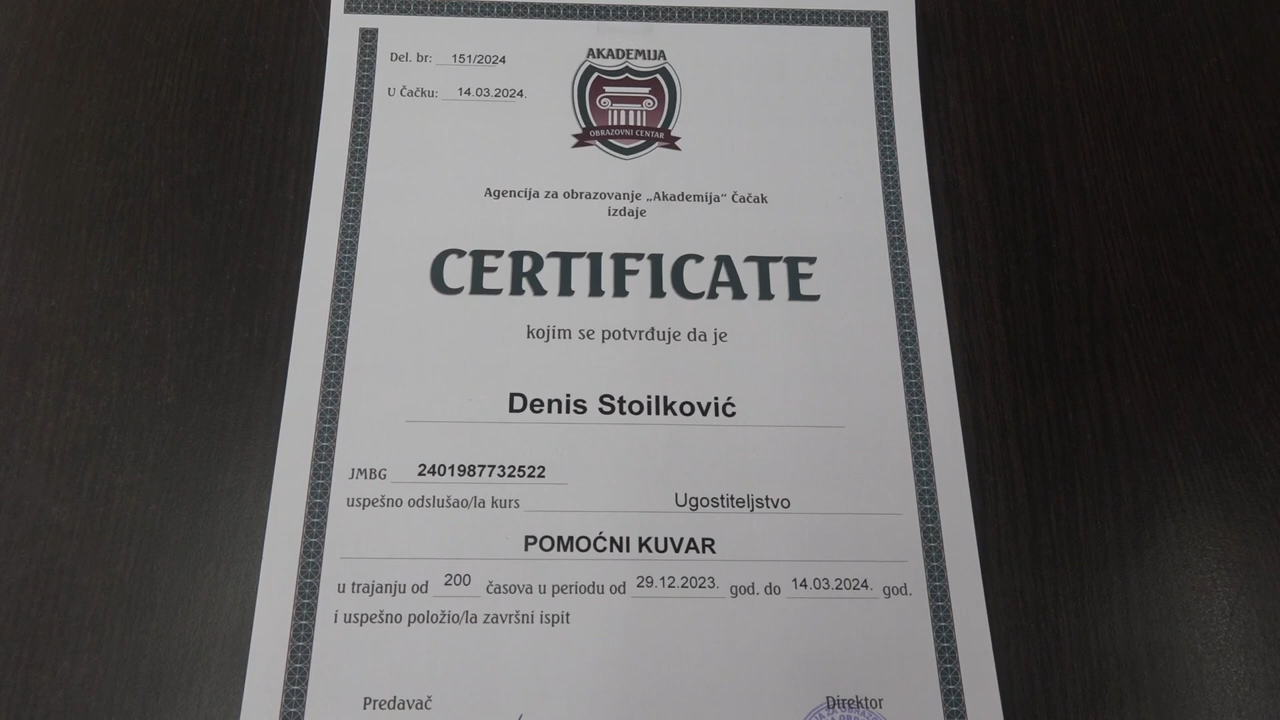 Del. br: 151/2024
U Čačku: 14.03.2024.
AKADEMIJA
OBRAZOVNI CENTAR
Agencija za obrazovanje „Akademija“ Čačak
izdaje
CERTIFICATE
kojim se potvrđuje da je
Denis Stoilković
JMBG 2401987732522
uspešno odslušao/la kurs Ugostiteljstvo
POMOĆNI KUVAR
u trajanju od 200 časova u periodu od 29.12.2023. god. do 14.03.2024. god.
i uspešno položio/la završni ispit
Predavač Direktor